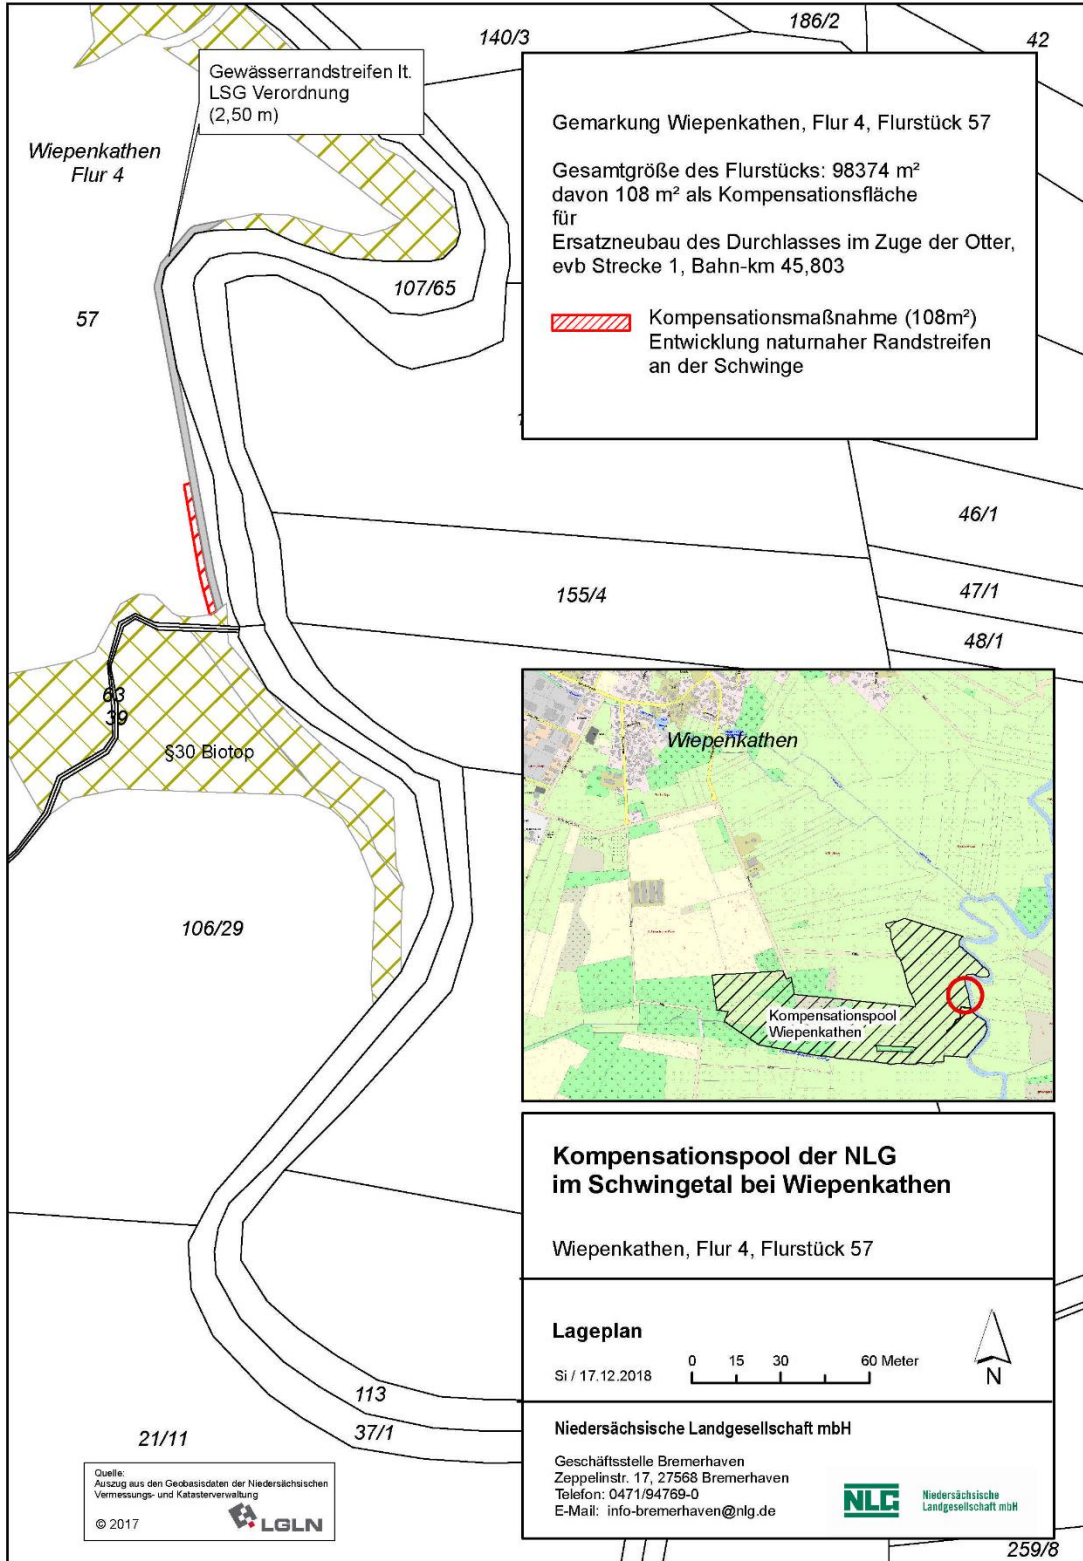 140/3
186/2
42
Gewässerrandstreifen lt.
LSG Verordnung
(2,50 m)
Wiepenkathen
Flur 4
Gemarkung Wiepenkathen, Flur 4, Flurstück 57
Gesamtgröße des Flurstücks: 98374 m²
davon 108 m² als Kompensationsfläche
für
Ersatzneubau des Durchlasses im Zuge der Otter,
evb Strecke 1, Bahn-km 45,803
Kompensationsmaßnahme (108m²)
Entwicklung naturnaher Randstreifen
an der Schwinge
107/65
57
46/1
155/4
47/1
48/1
63
39
§30 Biotop
Wiepenkathen
106/29
Kompensationspool
Wiepenkathen
Kompensationspool der NLG
im Schwingetal bei Wiepenkathen
Wiepenkathen, Flur 4, Flurstück 57
Lageplan
Si / 17.12.2018
0 15 30 60 Meter
N
113
37/1
21/11
Niedersächsische Landgesellschaft mbH
Geschäftsstelle Bremerhaven
Zeppelinstr. 17, 27568 Bremerhaven
Telefon: 0471/94769-0
E-Mail: info-bremerhaven@nlg.de
NLG
Niedersächsische
Landgesellschaft mbH
Quelle:
Auszug aus den Geobasisdaten der Niedersächsischen
Vermessungs- und Katasterverwaltung
© 2017
LGLN
259/8